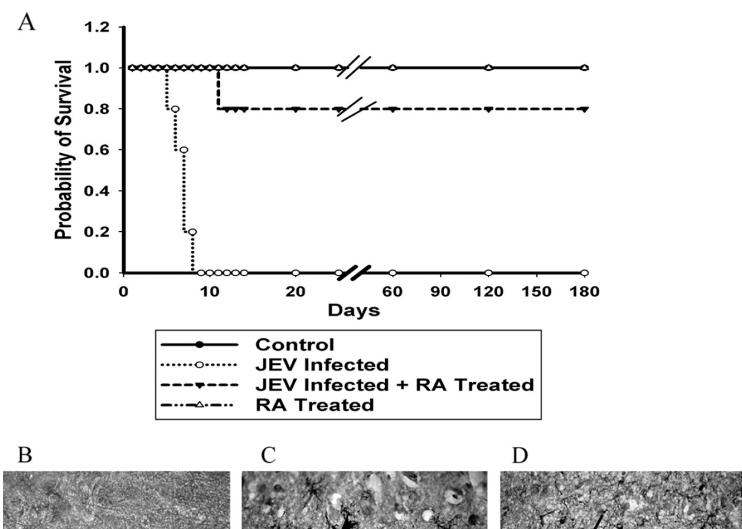 A
1.2
1.0
0.8
0.6
0.4
0.2
0.0
Probability of Survival
0 10 20 60 90 120 150 180
Days
Control
JEV Infected
JEV Infected + RA Treated
RA Treated
B C D